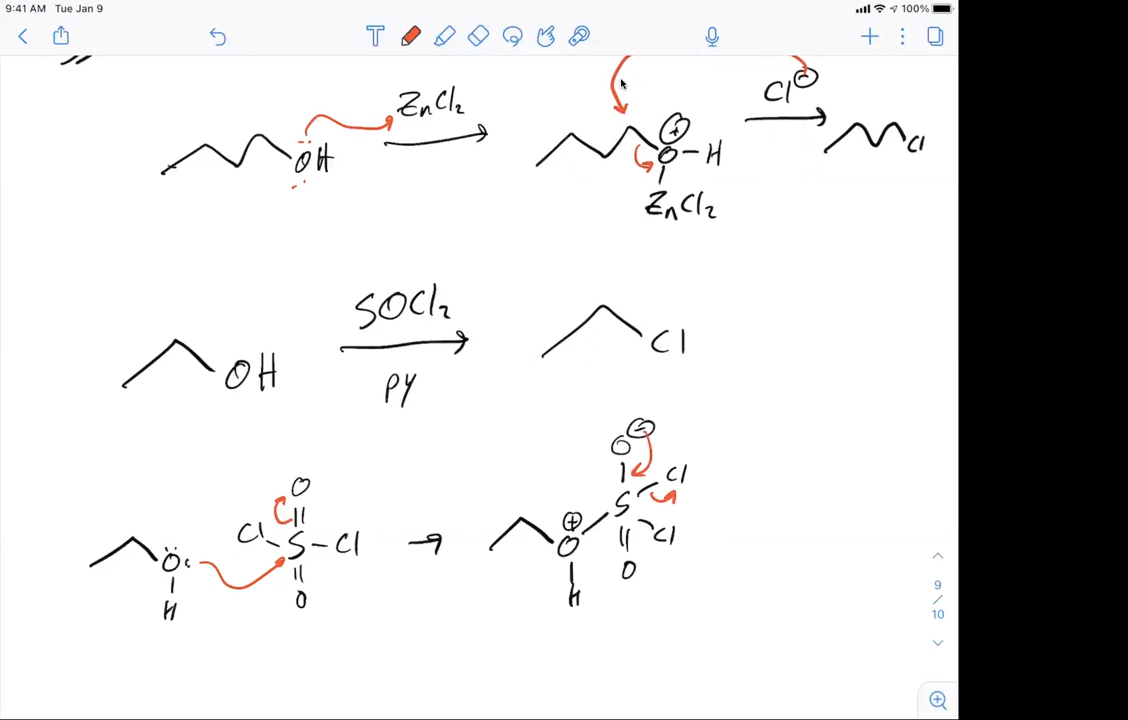 9:41 AM Tue Jan 9
100%
ZnCl2
Cl⊖
OH
⊕
O–H
Cl
ZnCl2
SOCl2
OH
Cl
PY
O⊖
O
Cl
Cl
S
Cl
S
⊕
Cl
O
O
O
O
H
H
9
/
10